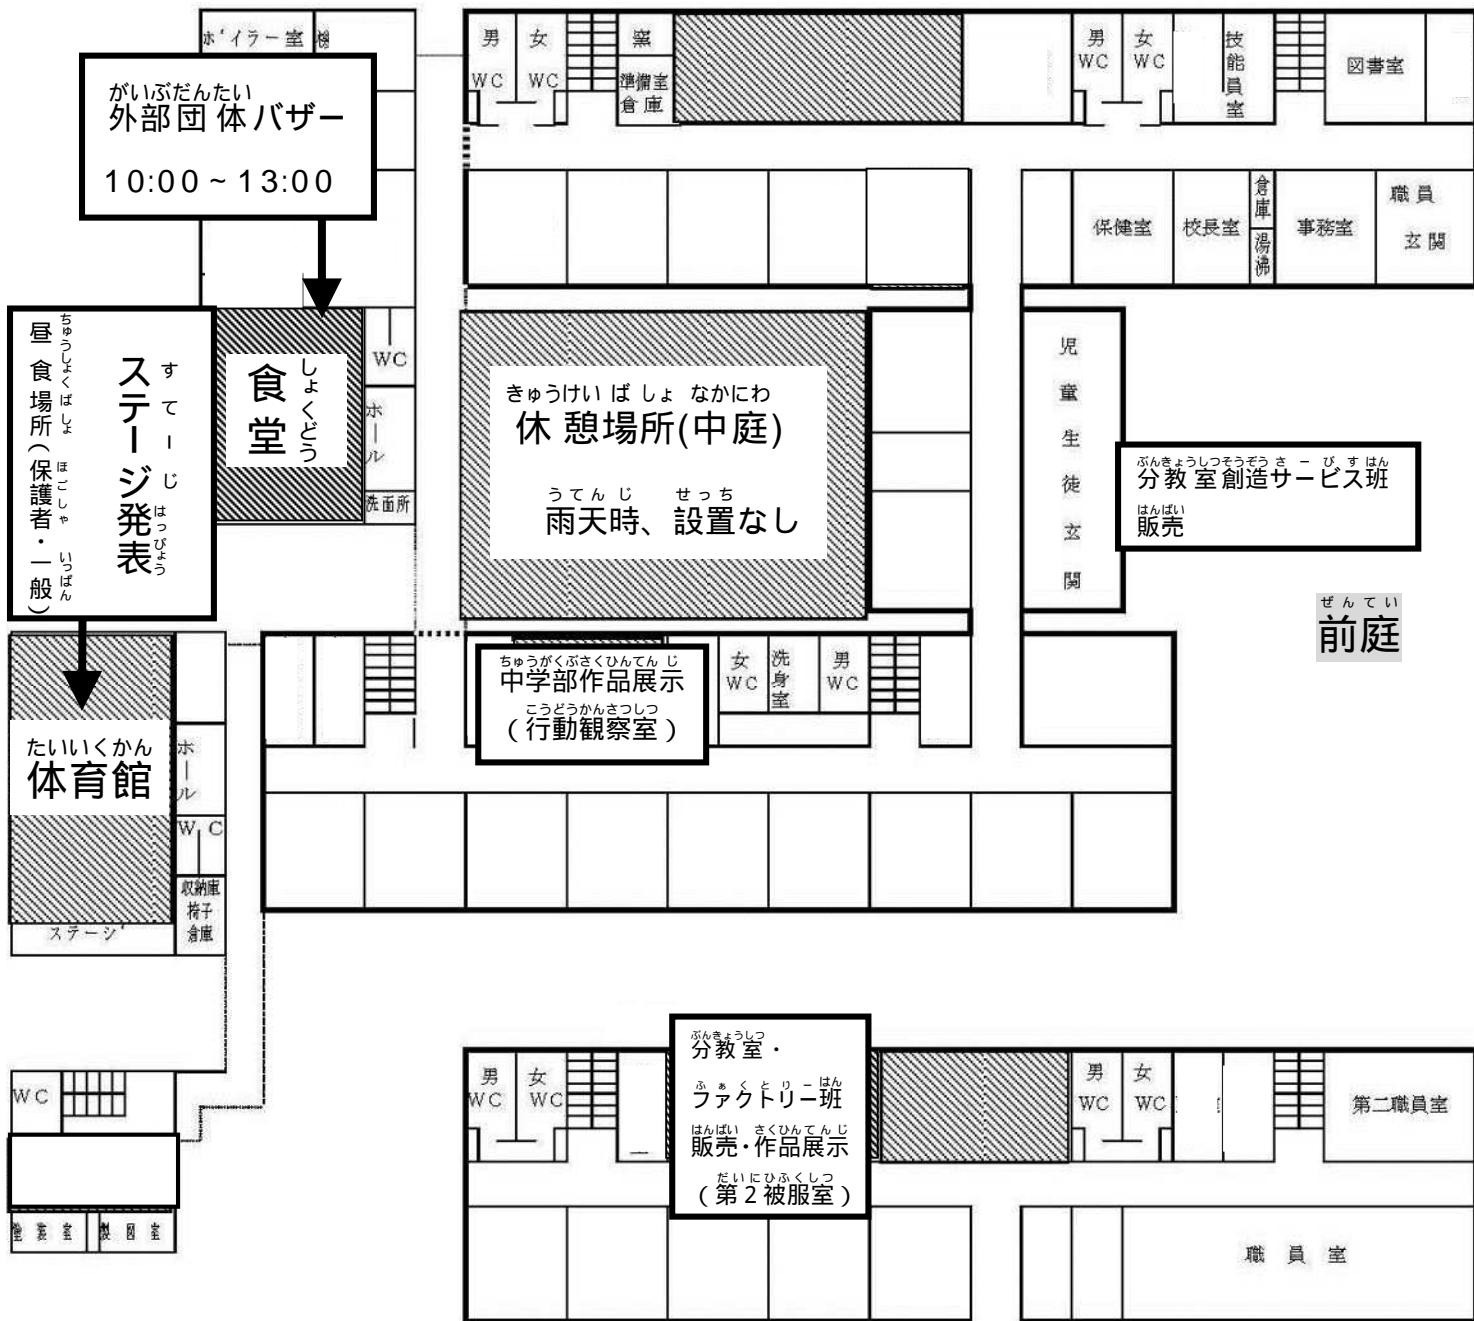 ボイラー室
男
WC
女
WC
窯
準備室
倉庫
男
WC
女
WC
技能員室
図書室
がいぶだんたい
外部団体バザー
10:00~13:00
保健室
校長室
倉庫
湯沸
事務室
職員
玄関
すてーじ はっぴょう
ステージ発表
ちゅうしょくばしょ ほごしゃ いっぱん
昼食場所(保護者・一般)
しょくどう
食堂
WC
ホール
洗面所
きゅうけいばしょ なかにわ
休憩場所(中庭)
うてんじ せっち
雨天時、設置なし
児童生徒玄関
ぶんきょうしつそうぞうさーびすはん
分教室創造サービス班
はんばい
販売
ぜんてい
前庭
ちゅうがくぶさくひんてんじ
中学部作品展示
こうどうかんさつしつ
(行動観察室)
女
WC
洗身室
男
WC
たいいくかん
体育館
ホール
WC
収納庫
椅子
倉庫
ステージ
ぶんきょうしつ
分教室・
ふぁくとりーはん
ファクトリー班
はんばい さくひんてんじ
販売・作品展示
だいにひふくしつ
(第2被服室)
WC
男
WC
女
WC
男
WC
女
WC
第二職員室
塗装室
製図室
職員室